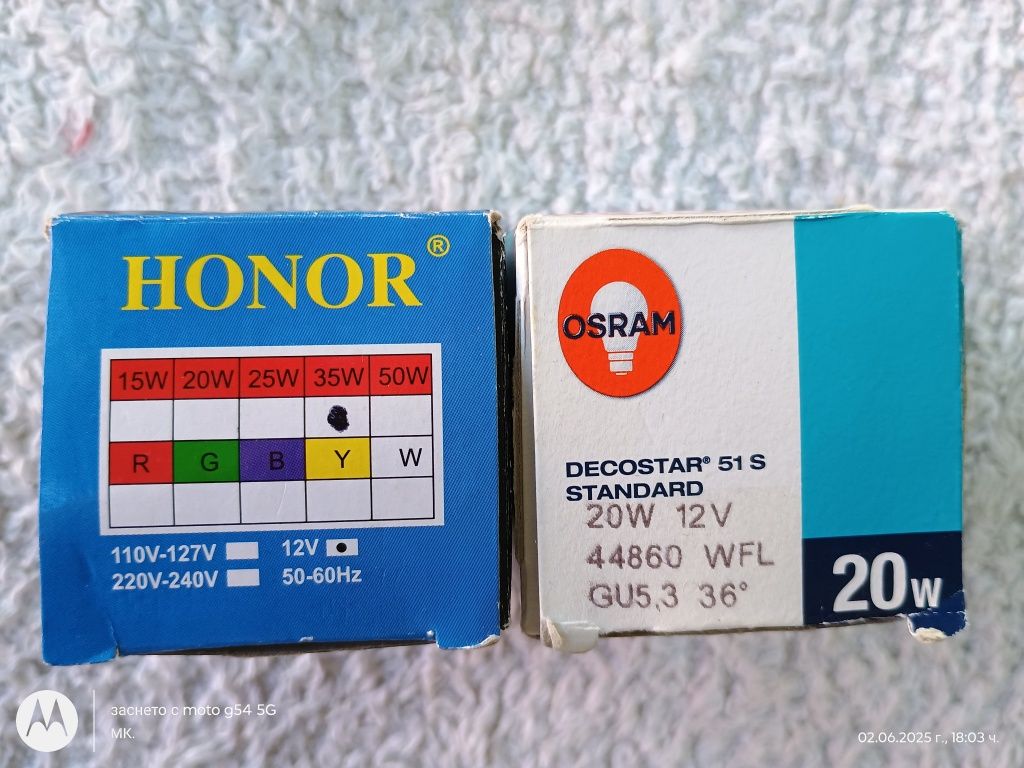 HONOR®
15W 20W 25W 35W 50W
R G B Y W
110V-127V 12V
220V-240V 50-60Hz
OSRAM
DECOSTAR® 51 S
STANDARD
20W 12V
44860 WFL
GU5,3 36°
20W
заснето с moto g54 5G
МК.
02.06.2025 г., 18:03 ч.